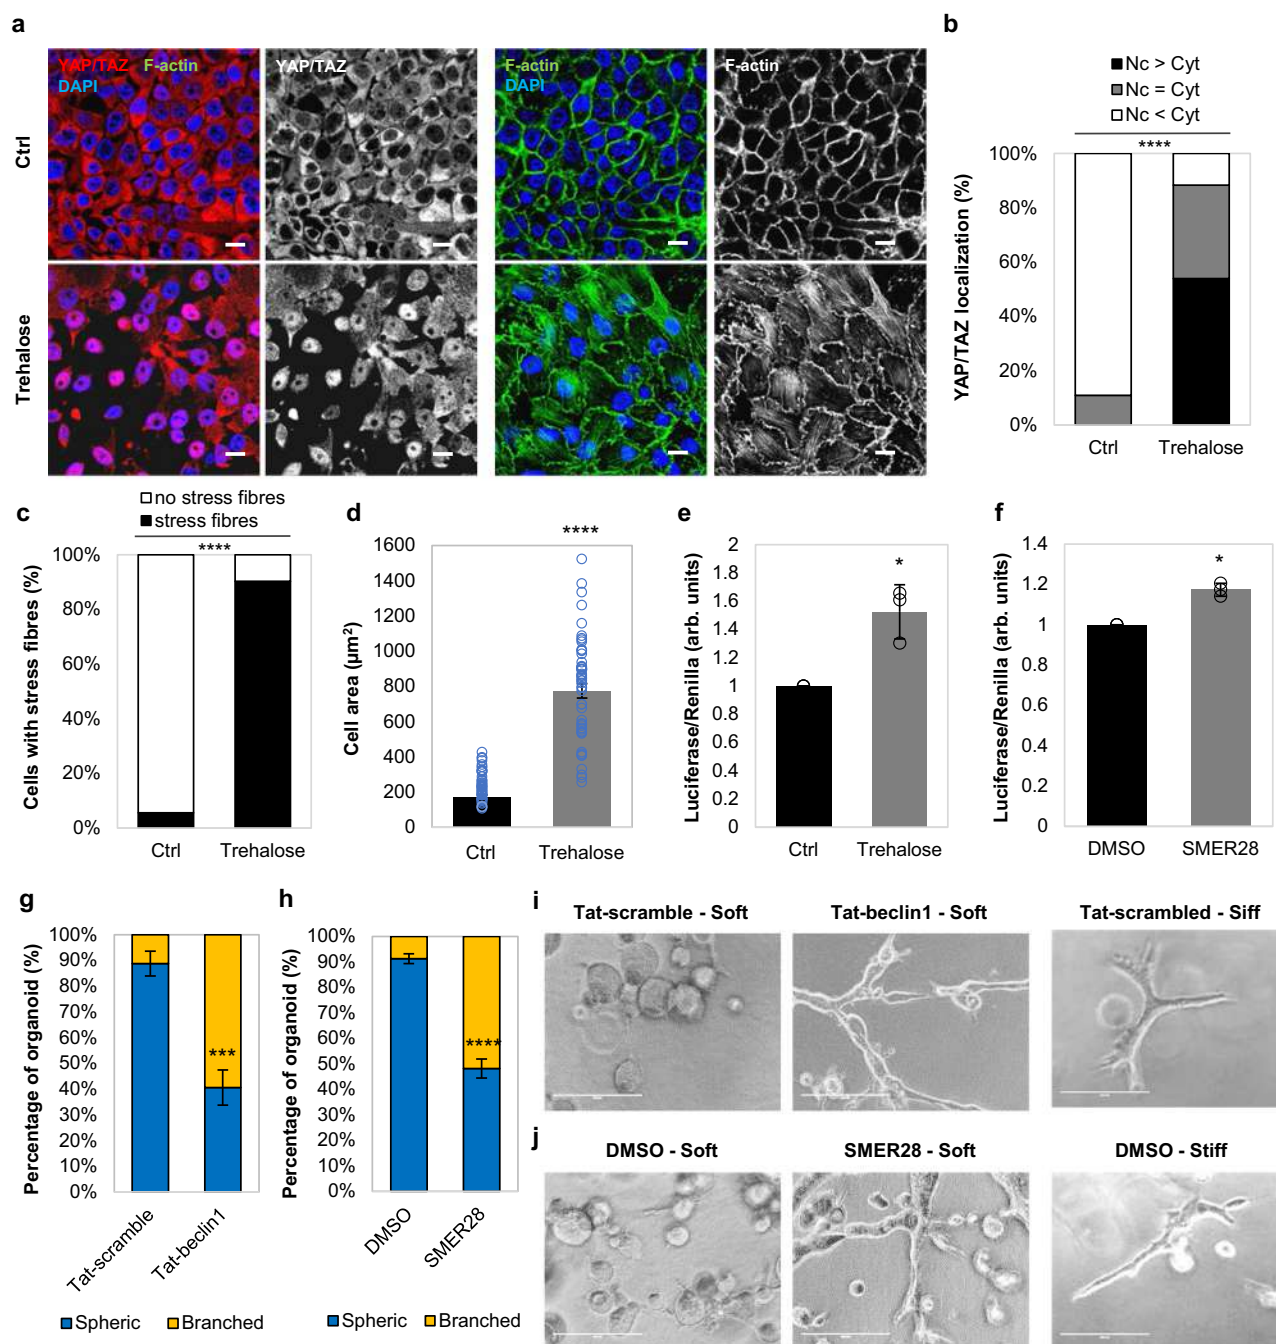 a
YAP/TAZ F-actin
DAPI
YAP/TAZ
F-actin
DAPI
F-actin
Ctrl
Trehalose
b
Nc > Cyt
Nc = Cyt
Nc < Cyt
****
100%
80%
60%
40%
20%
0%
YAP/TAZ localization (%)
Ctrl Trehalose
c
no stress fibres
stress fibres
****
100%
80%
60%
40%
20%
0%
Cells with stress fibres (%)
Ctrl Trehalose
d
****
1600
1400
1200
1000
800
600
400
200
0
Cell area (µm²)
Ctrl Trehalose
e
2
1.8
1.6
1.4
1.2
1
0.8
0.6
0.4
0.2
0
*
Luciferase/Renilla (arb. units)
Ctrl Trehalose
f
1.4
1.2
1
0.8
0.6
0.4
0.2
0
*
Luciferase/Renilla (arb. units)
DMSO SMER28
g
100%
90%
80%
70%
60%
50%
40%
30%
20%
10%
0%
***
Percentage of organoid (%)
Tat-scramble
Tat-beclin1
Spheric Branched
h
100%
90%
80%
70%
60%
50%
40%
30%
20%
10%
0%
****
Percentage of organoid (%)
DMSO
SMER28
Spheric Branched
i
Tat-scramble - Soft
Tat-beclin1 - Soft
Tat-scrambled - Siff
j
DMSO - Soft
SMER28 - Soft
DMSO - Stiff